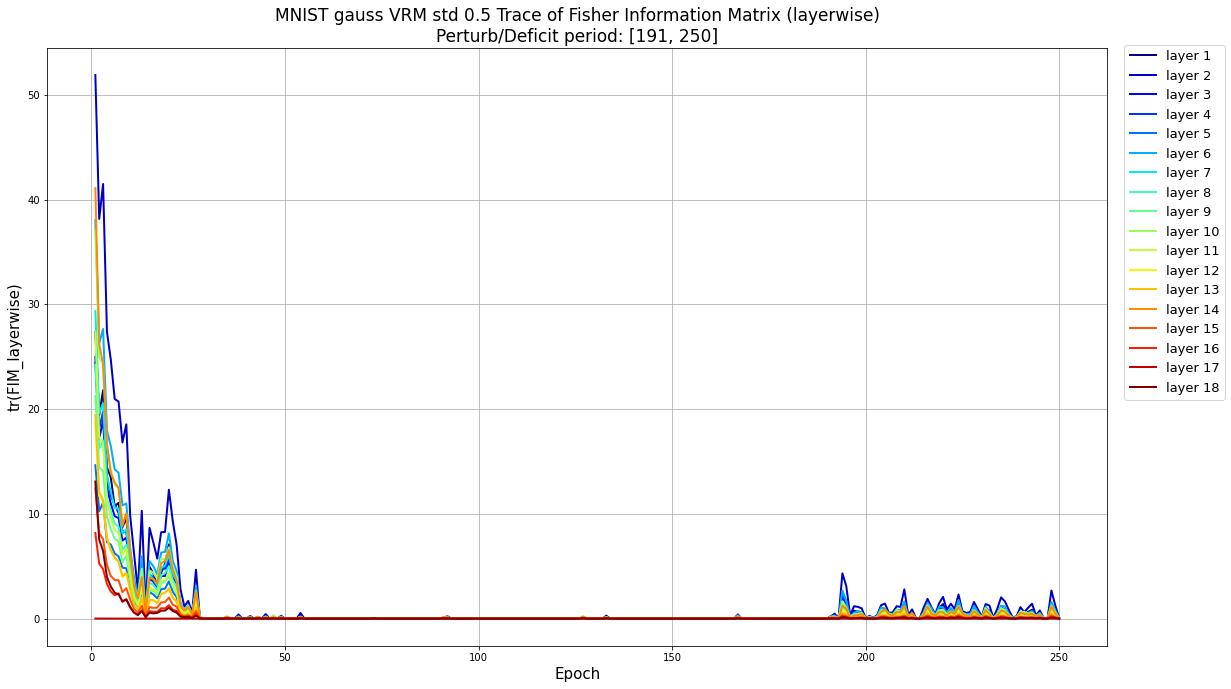 MNIST gauss VRM std 0.5 Trace of Fisher Information Matrix (layerwise)
Perturb/Deficit period: [191, 250]
tr(FIM_layerwise)
50
40
30
20
10
0
0 50 100 150 200 250
Epoch
layer 1
layer 2
layer 3
layer 4
layer 5
layer 6
layer 7
layer 8
layer 9
layer 10
layer 11
layer 12
layer 13
layer 14
layer 15
layer 16
layer 17
layer 18